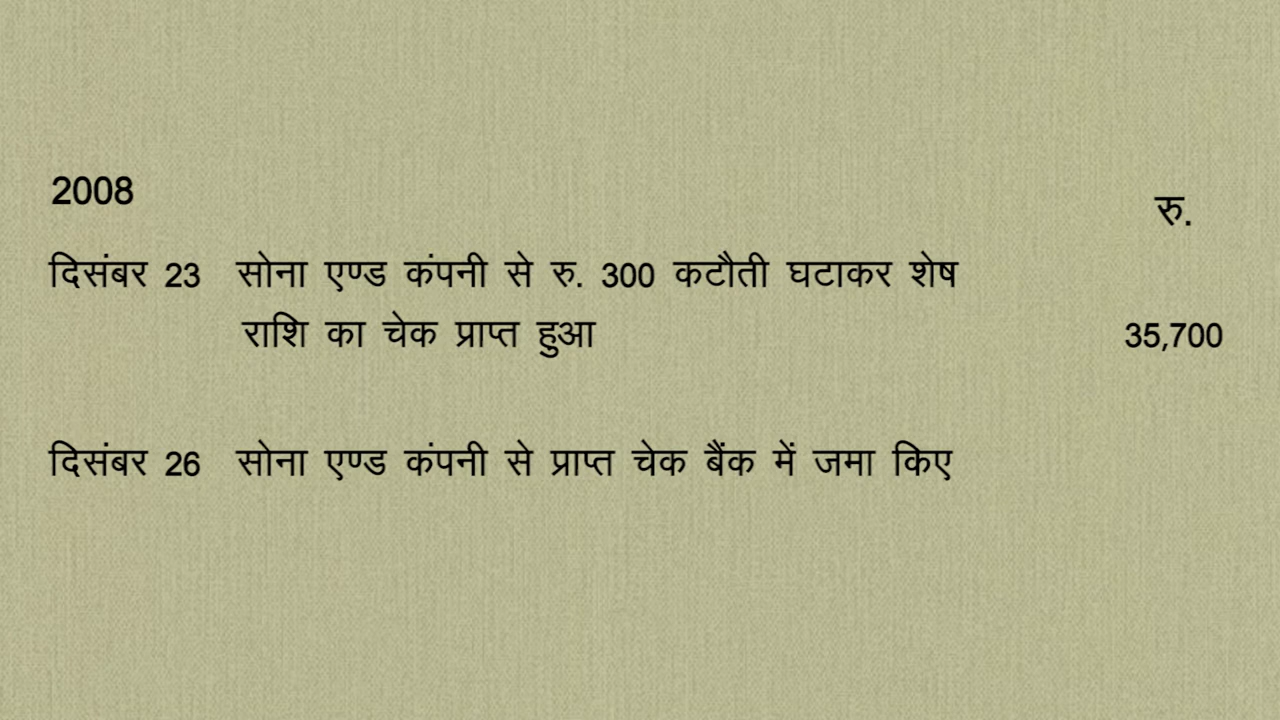 2008
रु.
दिसंबर 23 सोना एण्ड कंपनी से रु. 300 कटौती घटाकर शेष
राशि का चेक प्राप्त हुआ 35,700
दिसंबर 26 सोना एण्ड कंपनी से प्राप्त चेक बैंक में जमा किए